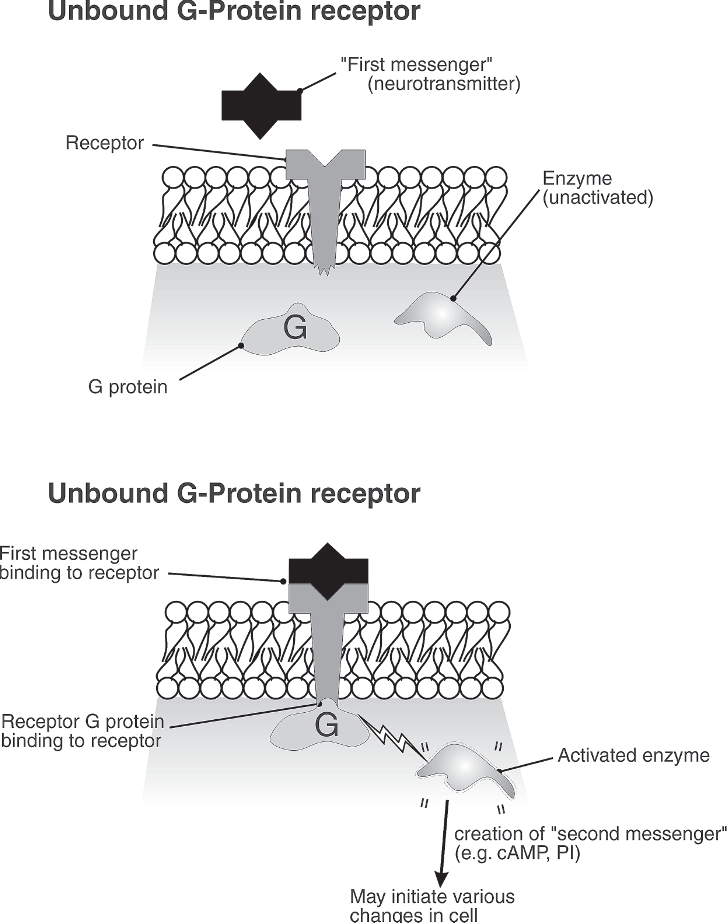 Unbound G-Protein receptor
"First messenger"
(neurotransmitter)
Receptor
Enzyme
(unactivated)
G
G protein
Unbound G-Protein receptor
First messenger
binding to receptor
Receptor G protein
binding to receptor
G
Activated enzyme
creation of "second messenger"
(e.g. cAMP, PI)
May initiate various
changes in cell